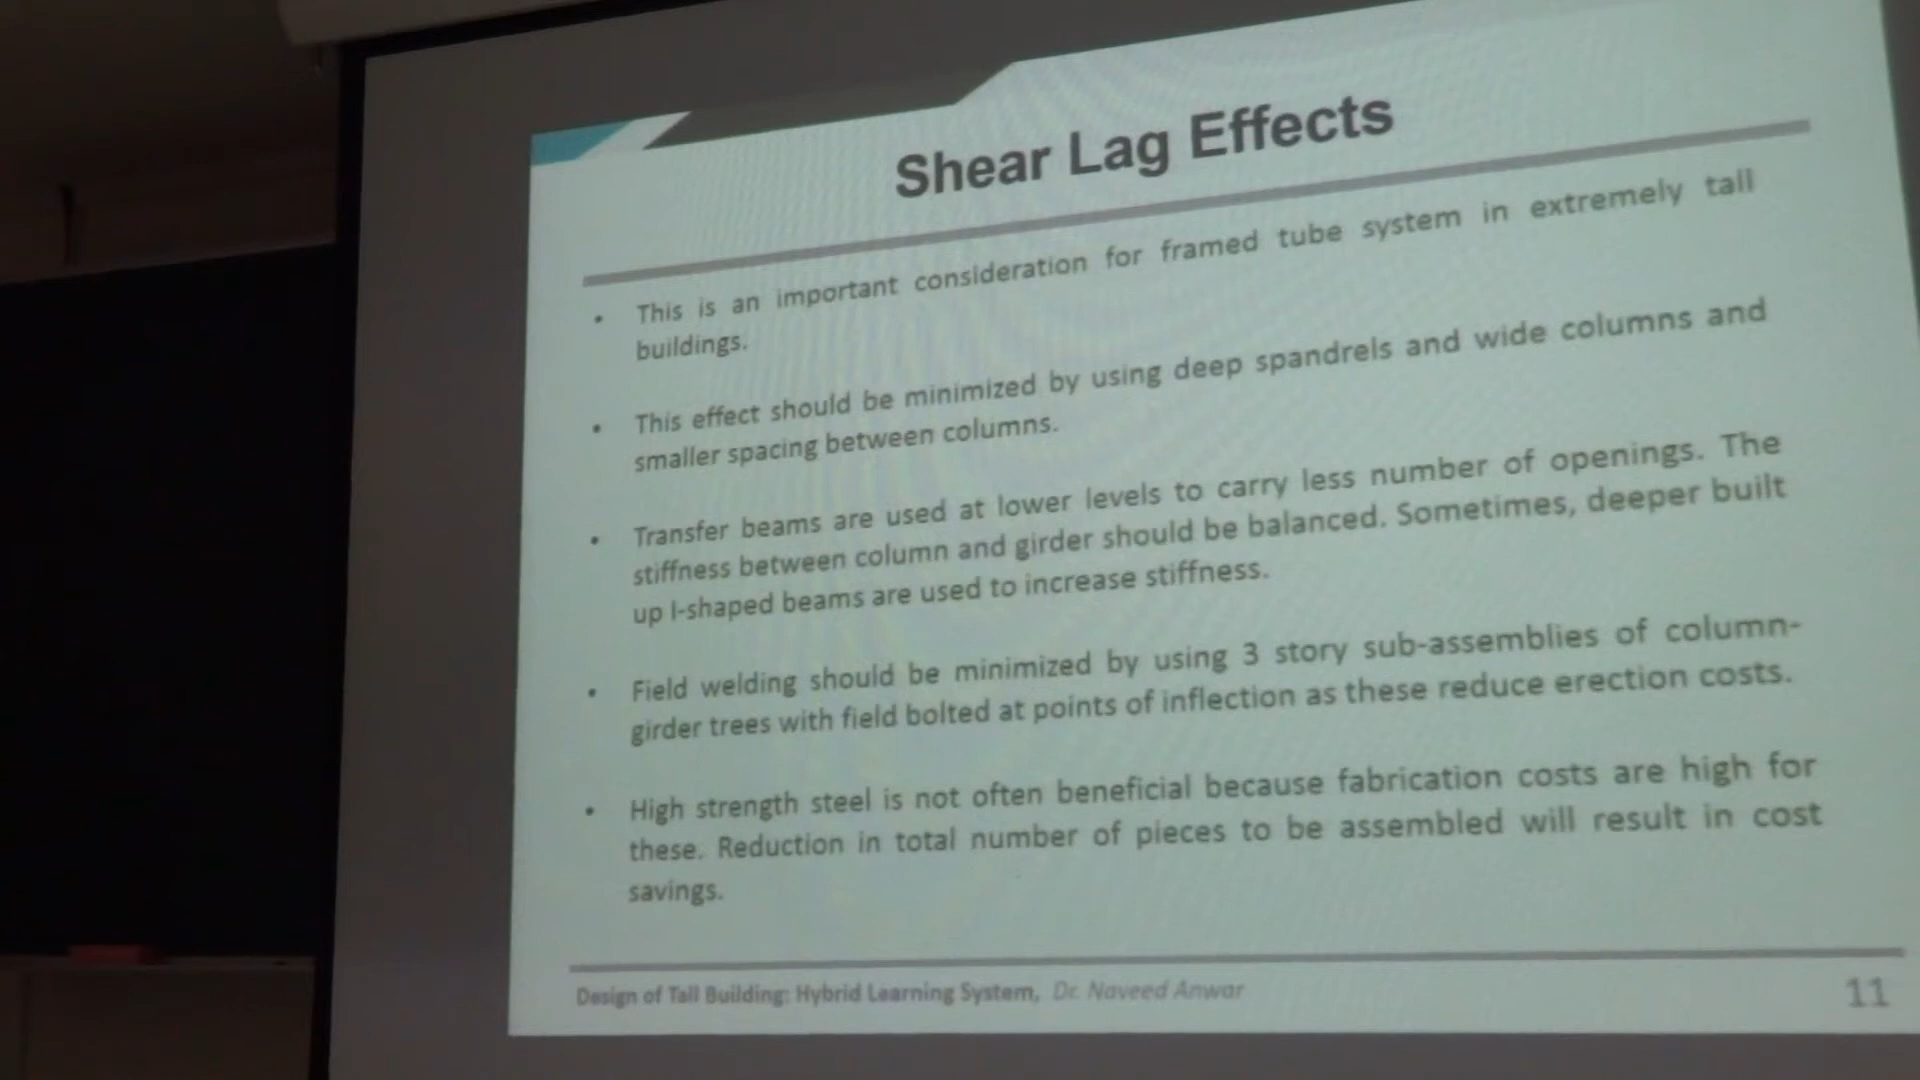 Shear Lag Effects
• This is an important consideration for framed tube system in extremely tall
buildings.
• This effect should be minimized by using deep spandrels and wide columns and
smaller spacing between columns.
• Transfer beams are used at lower levels to carry less number of openings. The
stiffness between column and girder should be balanced. Sometimes, deeper built
up I-shaped beams are used to increase stiffness.
• Field welding should be minimized by using 3 story sub-assemblies of column-
girder trees with field bolted at points of inflection as these reduce erection costs.
• High strength steel is not often beneficial because fabrication costs are high for
these. Reduction in total number of pieces to be assembled will result in cost
savings.
Design of Tall Building: Hybrid Learning System, Dr. Naveed Anwar
11